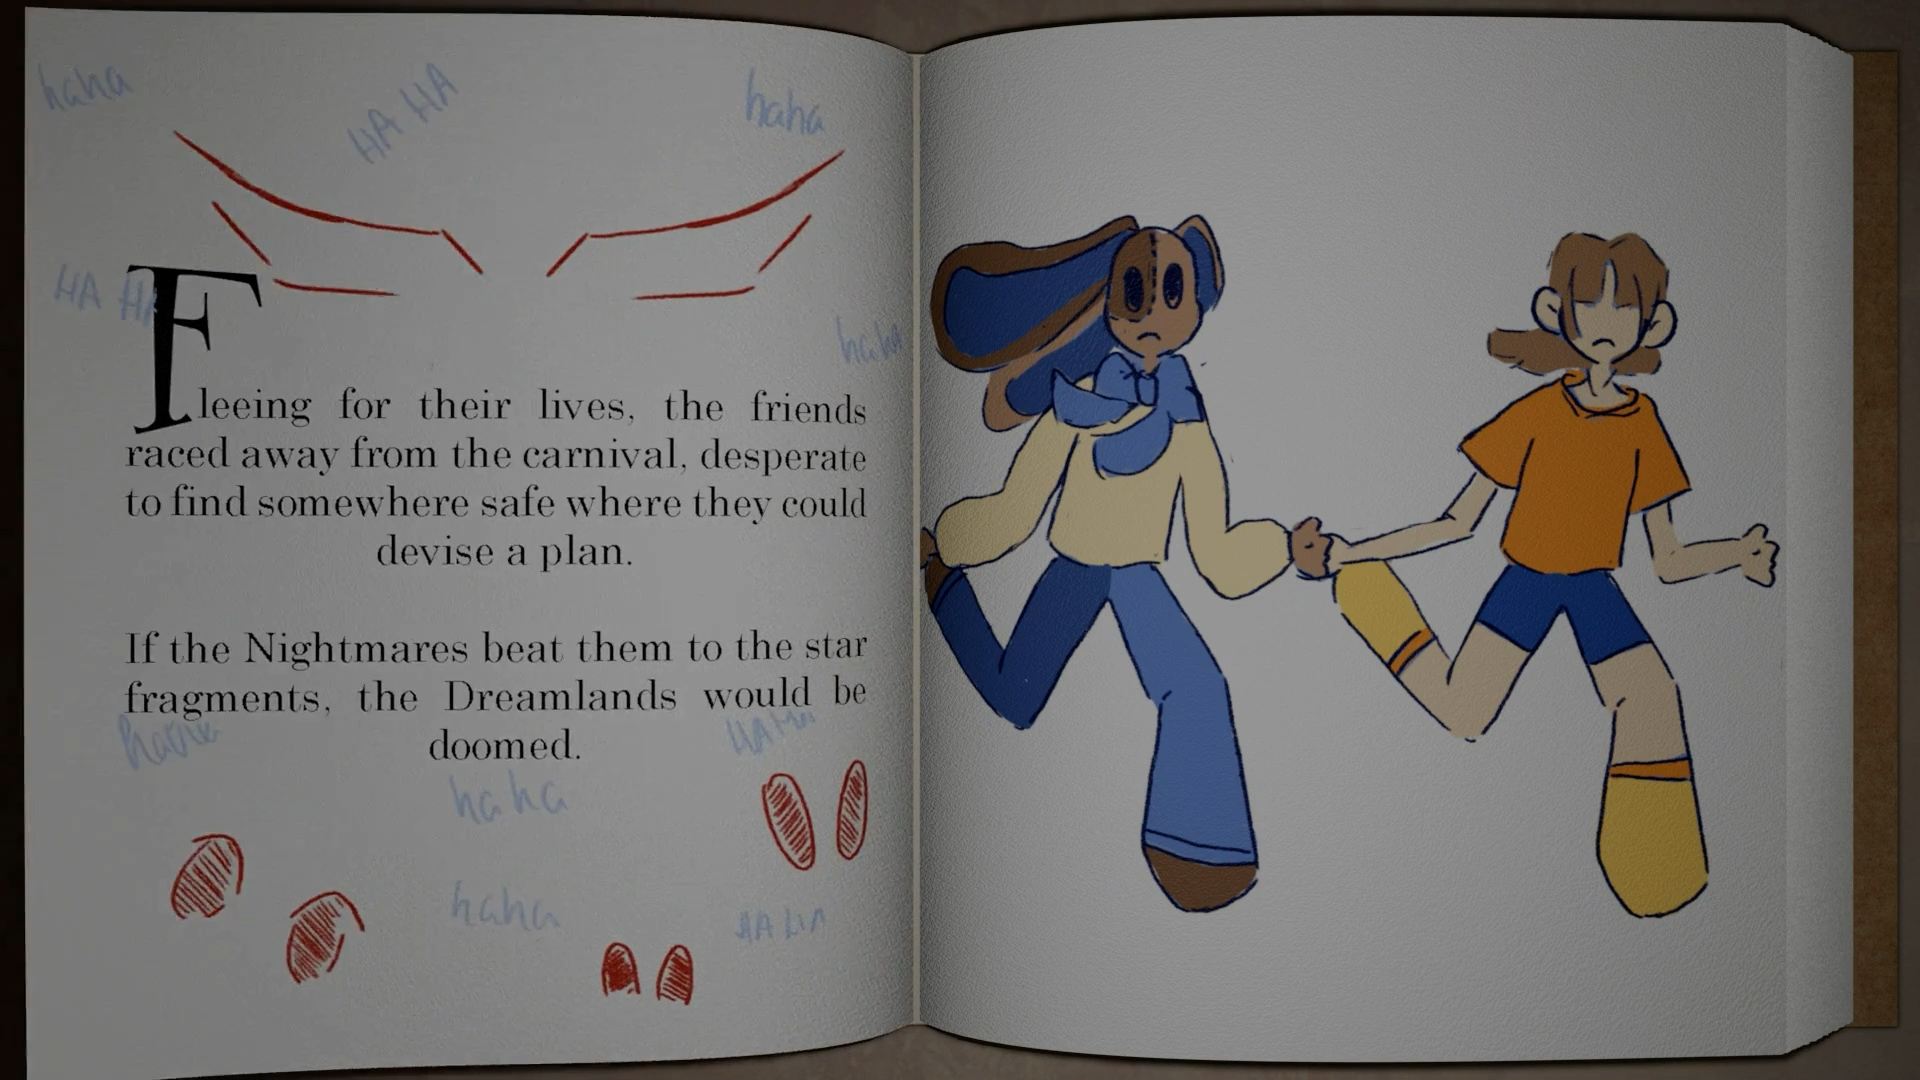 haha
HA HA
haha
HA HA
haha
Fleeing for their lives, the friends
raced away from the carnival, desperate
to find somewhere safe where they could
devise a plan.
If the Nightmares beat them to the star
fragments, the Dreamlands would be
doomed.
haha
haha
haha
HA HA